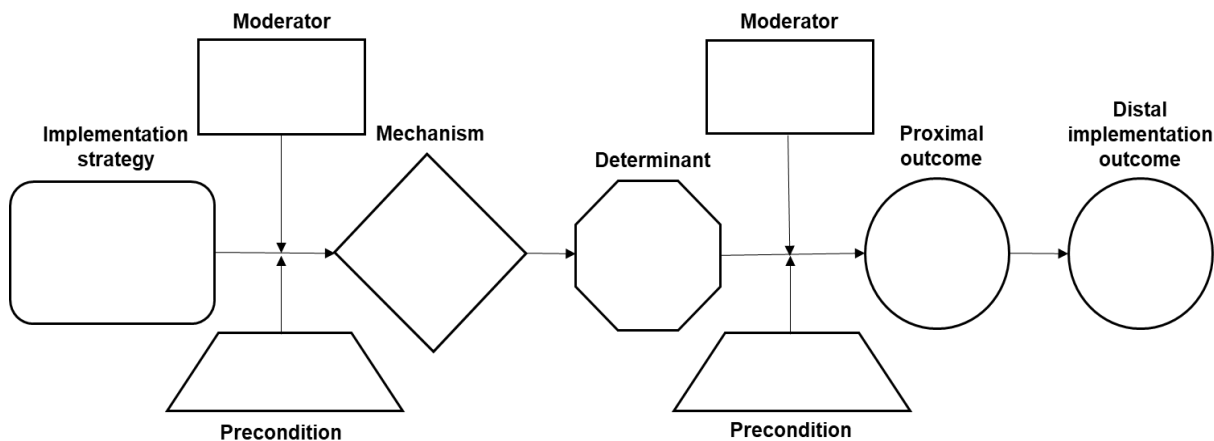 Moderator
Implementation
strategy
Mechanism
Precondition
Determinant
Moderator
Precondition
Proximal
outcome
Distal
implementation
outcome